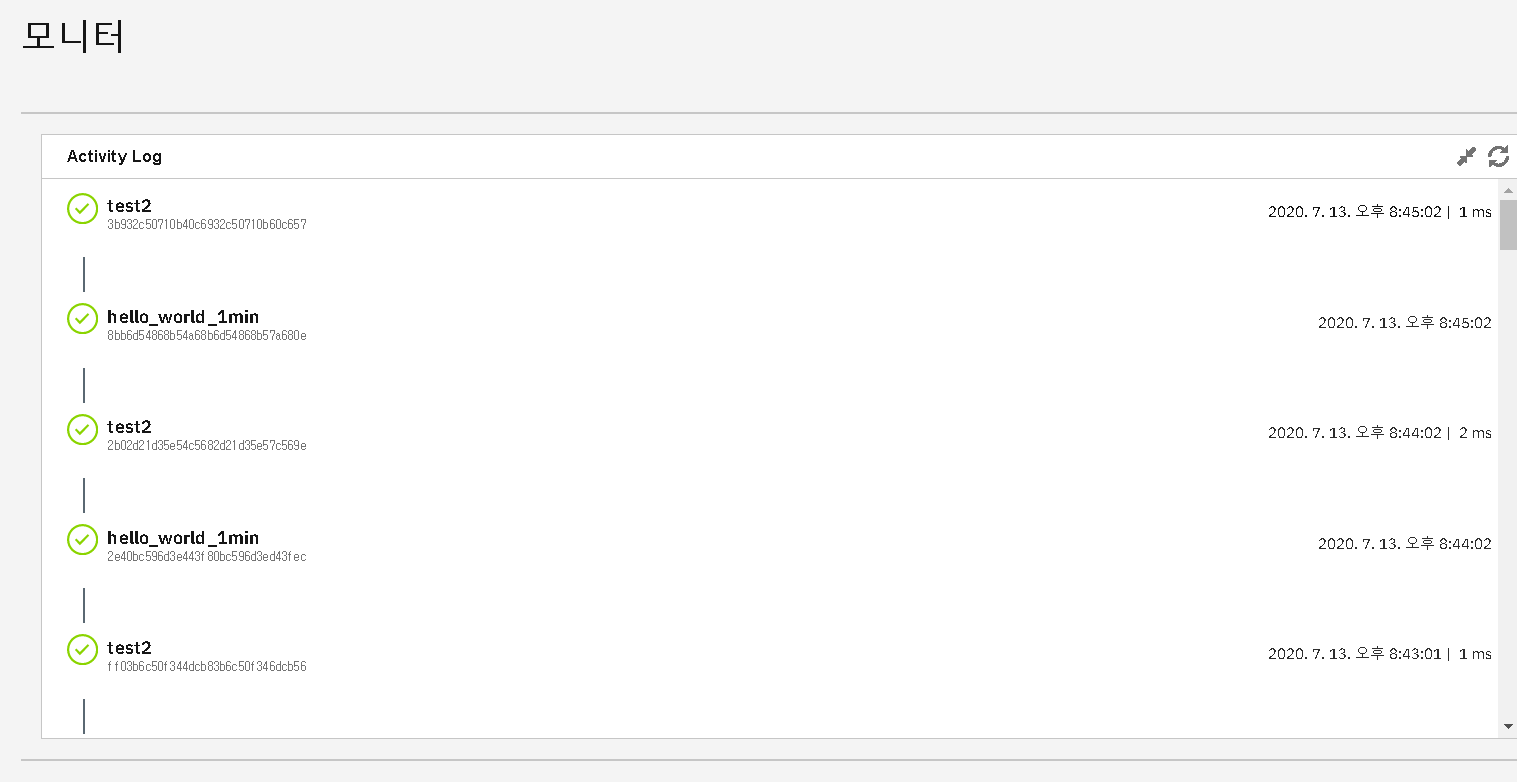 모니터
Activity Log
test2
2020. 7. 13. 오후 8:45:02 | 1 ms
3b932c50710b40c6932c50710b60c657
hello_world_1min
2020. 7. 13. 오후 8:45:02
8bb6d54868b54a68b6d54868b57a680e
test2
2020. 7. 13. 오후 8:44:02 | 2 ms
2b02d21d35e54c5682d21d35e57c569e
hello_world_1min
2020. 7. 13. 오후 8:44:02
2e40bc596d3e443f80bc596d3ed43fec
test2
2020. 7. 13. 오후 8:43:01 | 1 ms
ff03b6c50f344dcb83b6c50f346dcb56